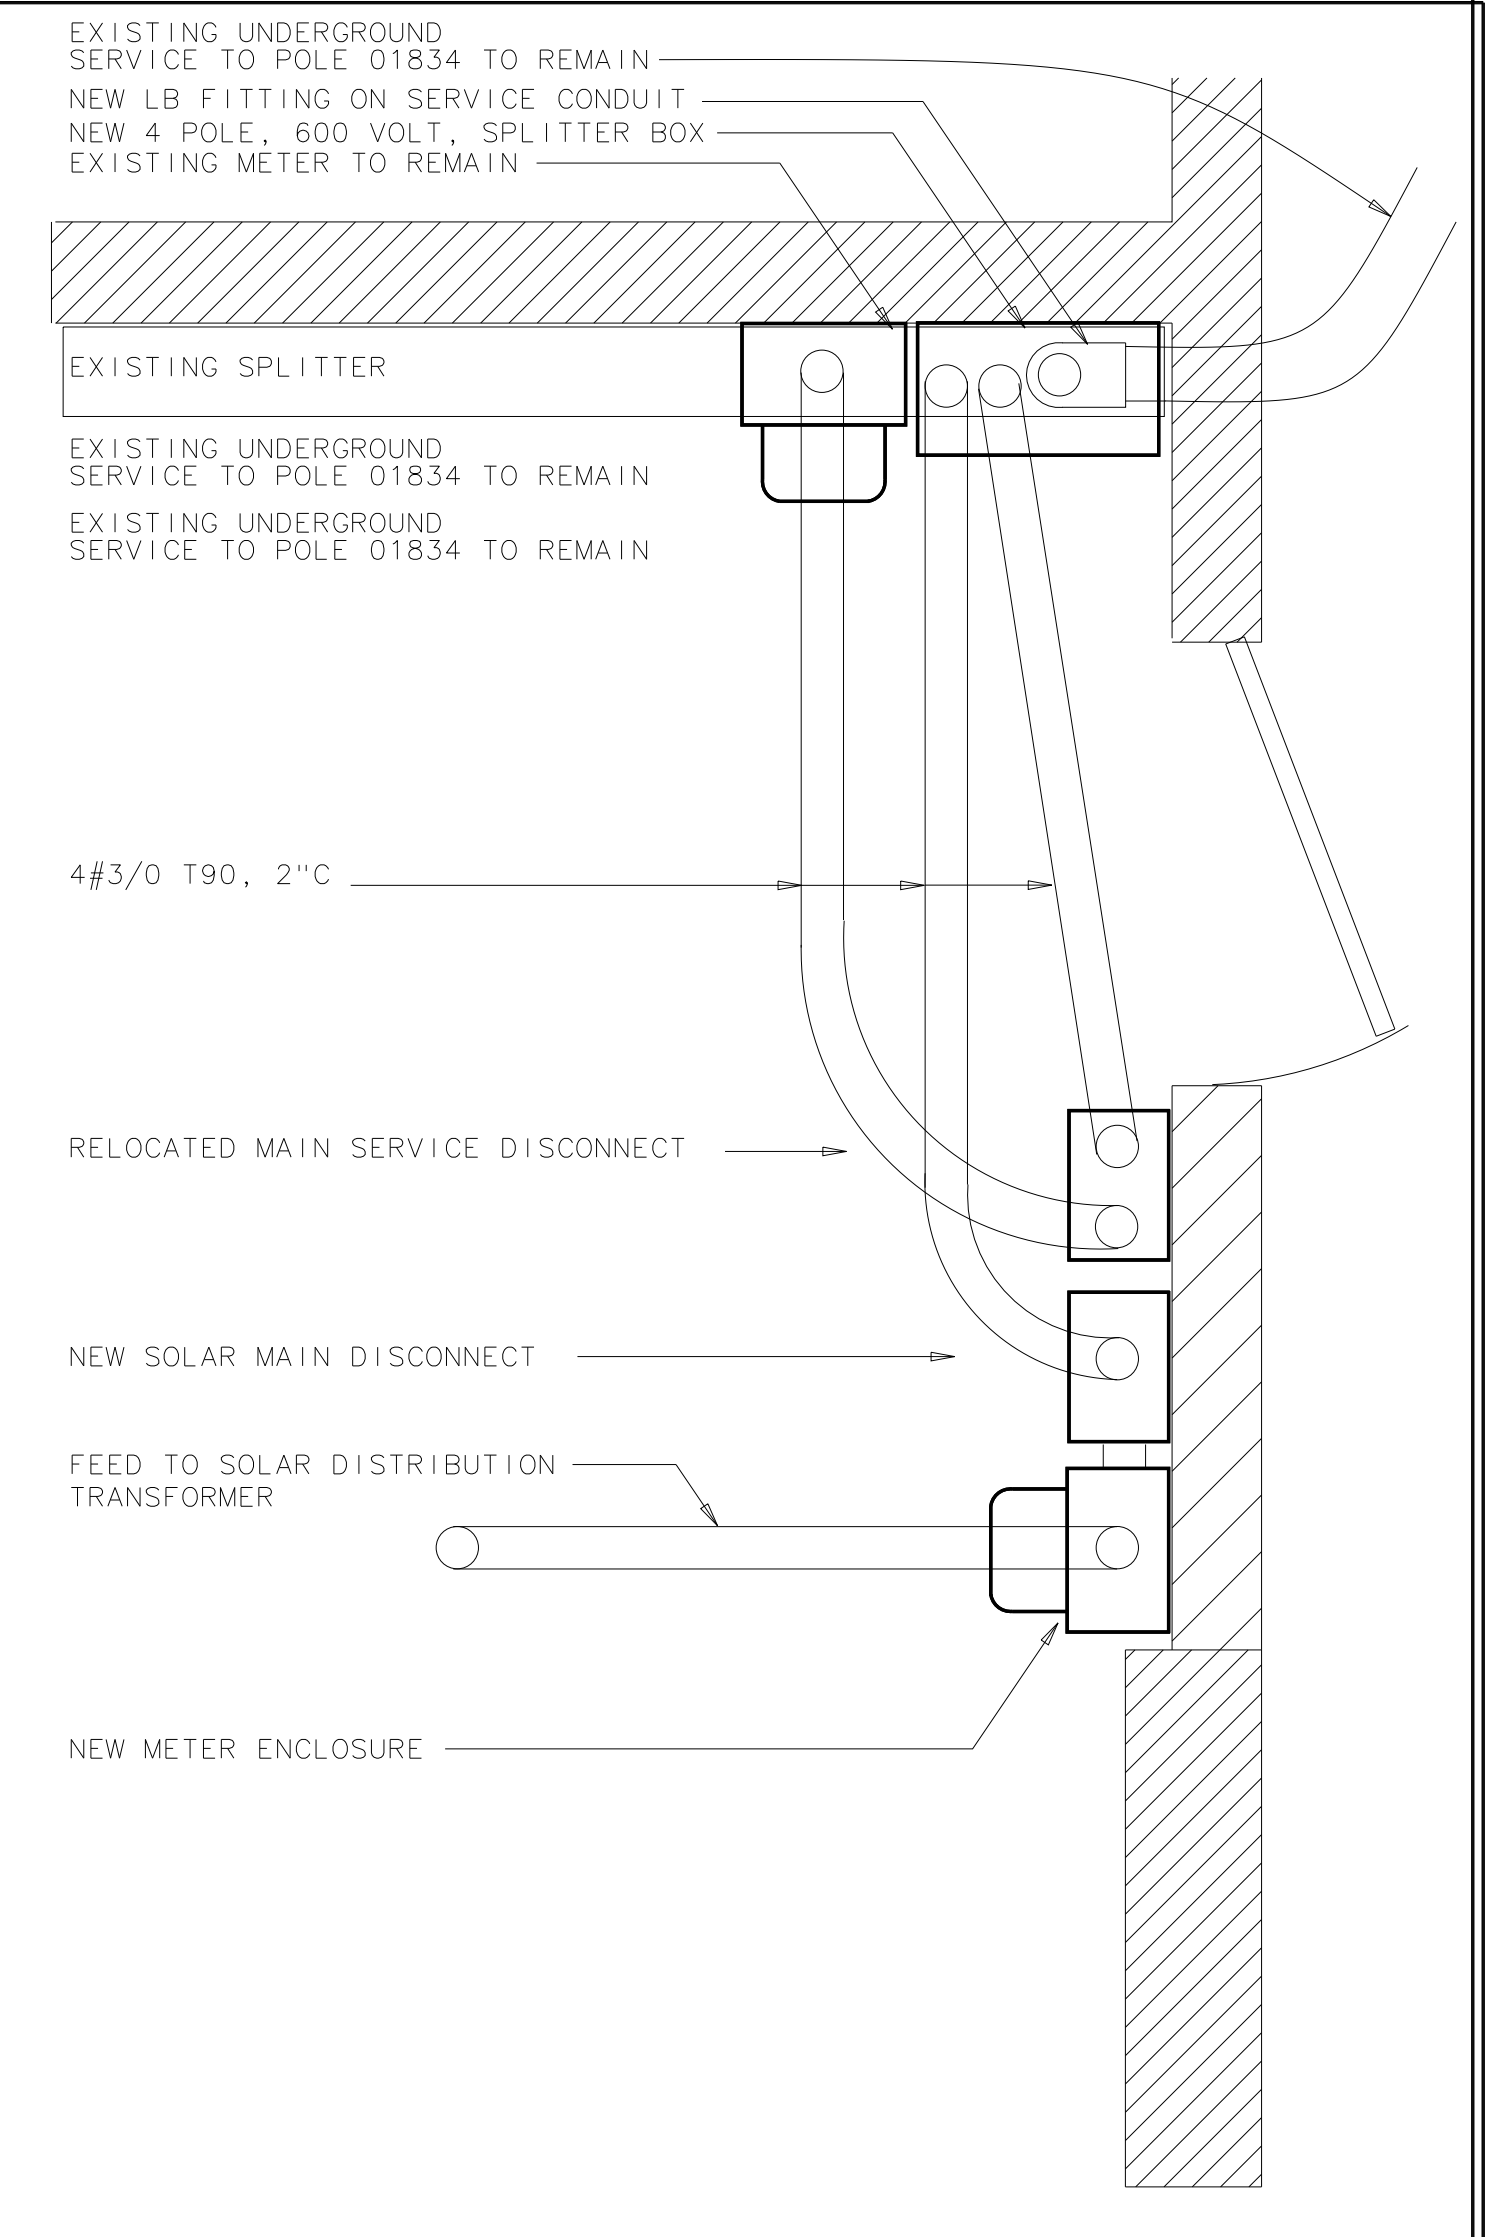 EXISTING UNDERGROUND
SERVICE TO POLE 01834 TO REMAIN
NEW LB FITTING ON SERVICE CONDUIT
NEW 4 POLE, 600 VOLT, SPLITTER BOX
EXISTING METER TO REMAIN
EXISTING SPLITTER
EXISTING UNDERGROUND
SERVICE TO POLE 01834 TO REMAIN
EXISTING UNDERGROUND
SERVICE TO POLE 01834 TO REMAIN
4#3/0 T90, 2"C
RELOCATED MAIN SERVICE DISCONNECT
NEW SOLAR MAIN DISCONNECT
FEED TO SOLAR DISTRIBUTION
TRANSFORMER
NEW METER ENCLOSURE